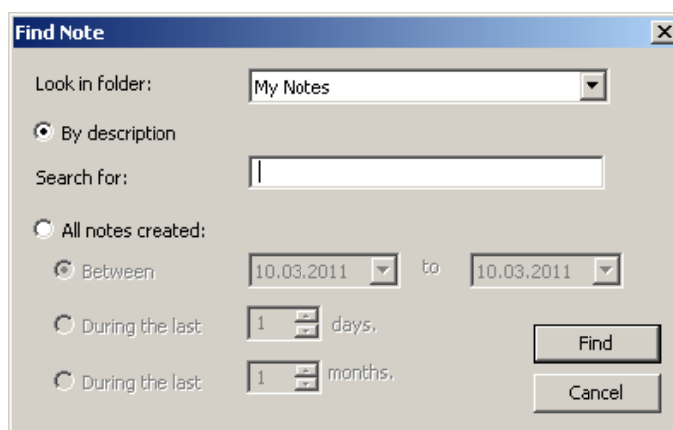 Find Note
Look in folder: My Notes
By description
Search for:
All notes created:
Between 10.03.2011 to 10.03.2011
During the last 1 days.
During the last 1 months.
Find
Cancel